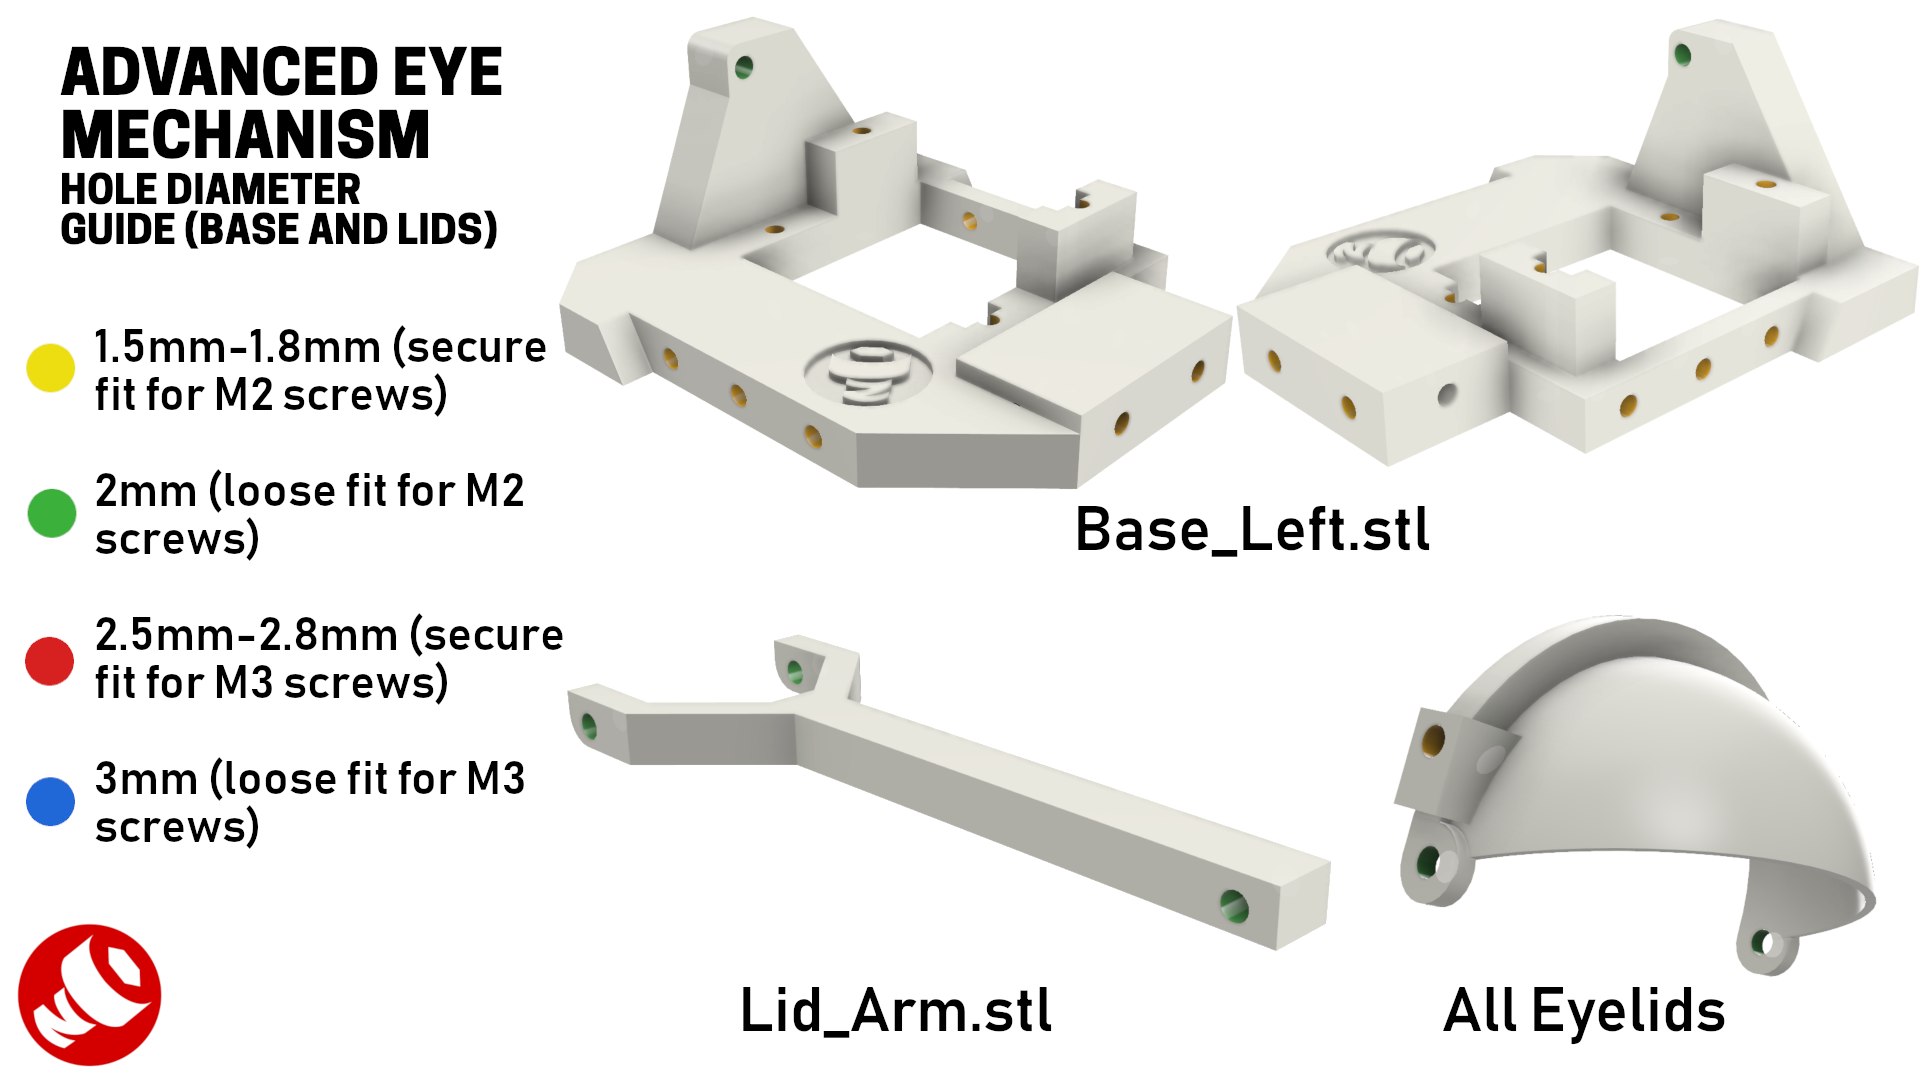 ADVANCED EYE
MECHANISM
HOLE DIAMETER
GUIDE (BASE AND LIDS)
1.5mm-1.8mm (secure
fit for M2 screws)
2mm (loose fit for M2
screws)
2.5mm-2.8mm (secure
fit for M3 screws)
3mm (loose fit for M3
screws)
Base_Left.stl
Lid_Arm.stl
All Eyelids